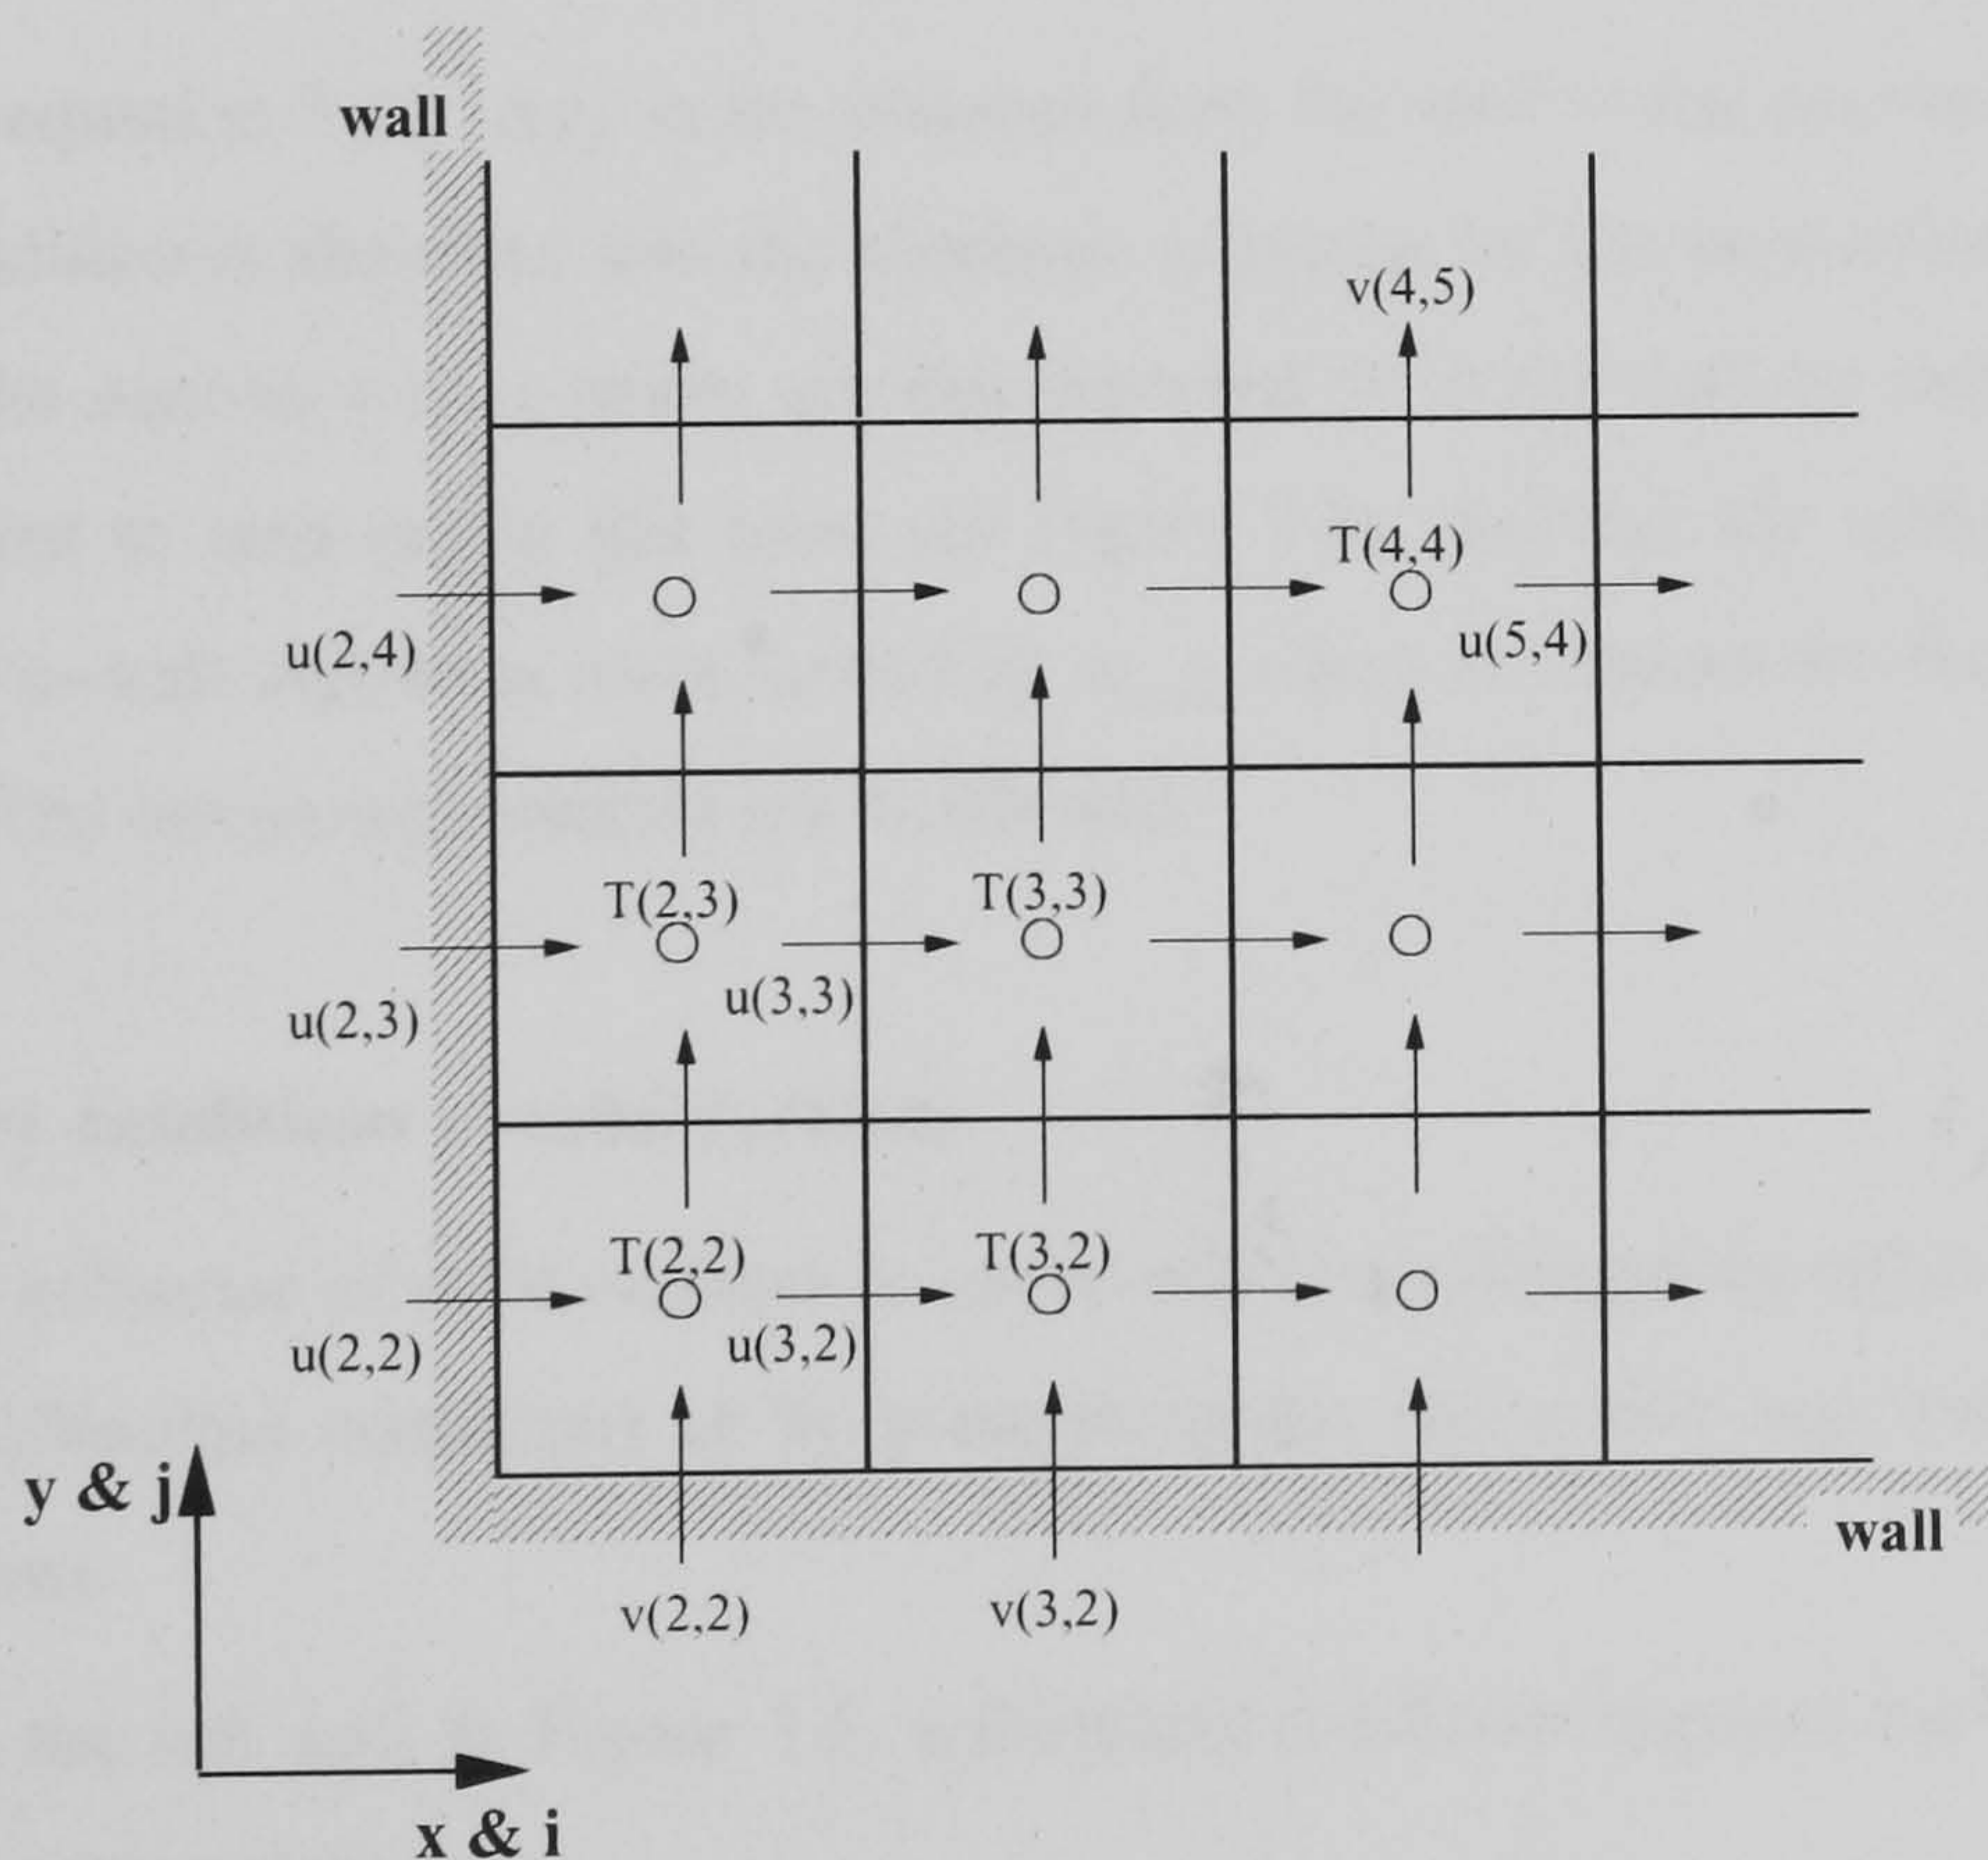 wall
v(4,5)
T(4,4)
u(2,4)
u(5,4)
T(2,3)
T(3,3)
u(2,3)
u(3,3)
T(2,2)
T(3,2)
u(2,2)
u(3,2)
y & j
wall
v(2,2)
v(3,2)
x & i